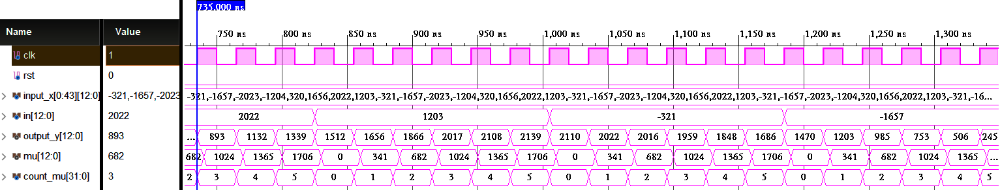 735.000 ns
Name Value 750 ns 800 ns 850 ns 900 ns 950 ns 1,000 ns 1,050 ns 1,100 ns 1,150 ns 1,200 ns 1,250 ns 1,300 ns
clk 1
rst 0
input_x[0:43][12:0] -321,-1657,-2023 -321,-1657,-2023,-1204,320,1656,2022,1203,-321,-1657,-2023,-1204,320,1656,2022,1203,-321,-1657,-2023,-1204,320,1656,2022,1203,-321,-1657,-2023,-1204,320,1656,2022,1203,-321,-16...
in[12:0] 2022 2022 1203 -321 -1657
output_y[12:0] 893 ... 893 1132 1339 1512 1656 1866 2017 2108 2139 2110 2022 2016 1959 1848 1686 1470 1203 985 753 506 245
mu[12:0] 682 682 1024 1365 1706 0 341 682 1024 1365 1706 0 341 682 1024 1365 1706 0 341 682 1024 1365 ...
count_mu[31:0] 3 2 3 4 5 0 1 2 3 4 5 0 1 2 3 4 5 0 1 2 3 4 5